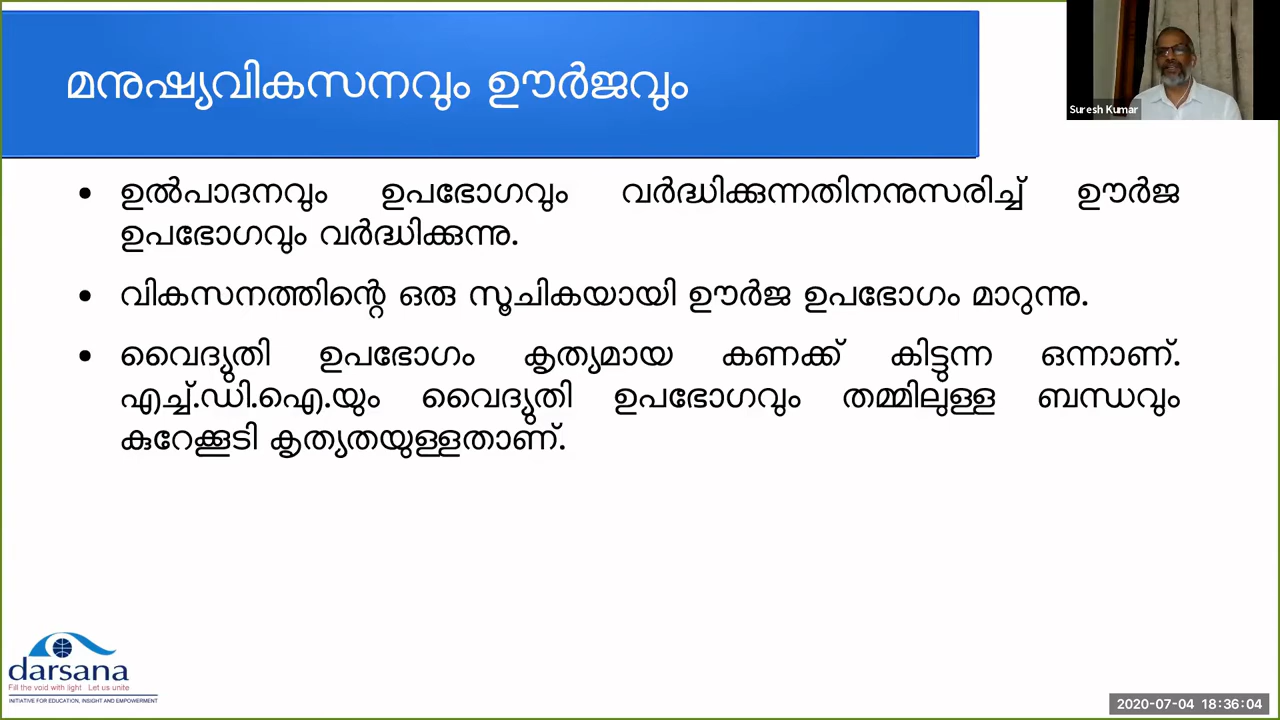 മനുഷ്യവികസനവും ഊർജവും
Suresh Kumar
• ഉൽപാദനവും ഉപഭോഗവും വർദ്ധിക്കുന്നതിനനുസരിച്ച് ഊർജ
ഉപഭോഗവും വർദ്ധിക്കുന്നു.
• വികസനത്തിന്റെ ഒരു സൂചികയായി ഊർജ ഉപഭോഗം മാറുന്നു.
• വൈദ്യുതി ഉപഭോഗം കൃത്യമായ കണക്ക് കിട്ടുന്ന ഒന്നാണ്.
എച്ച്.ഡി.ഐ.യും വൈദ്യുതി ഉപഭോഗവും തമ്മിലുള്ള ബന്ധവും
കുറേക്കൂടി കൃത്യതയുള്ളതാണ്.
darsana
Fill the void with light Let us unite
INITIATIVE FOR EDUCATION, INSIGHT AND EMPOWERMENT
2020-07-04 18:36:04